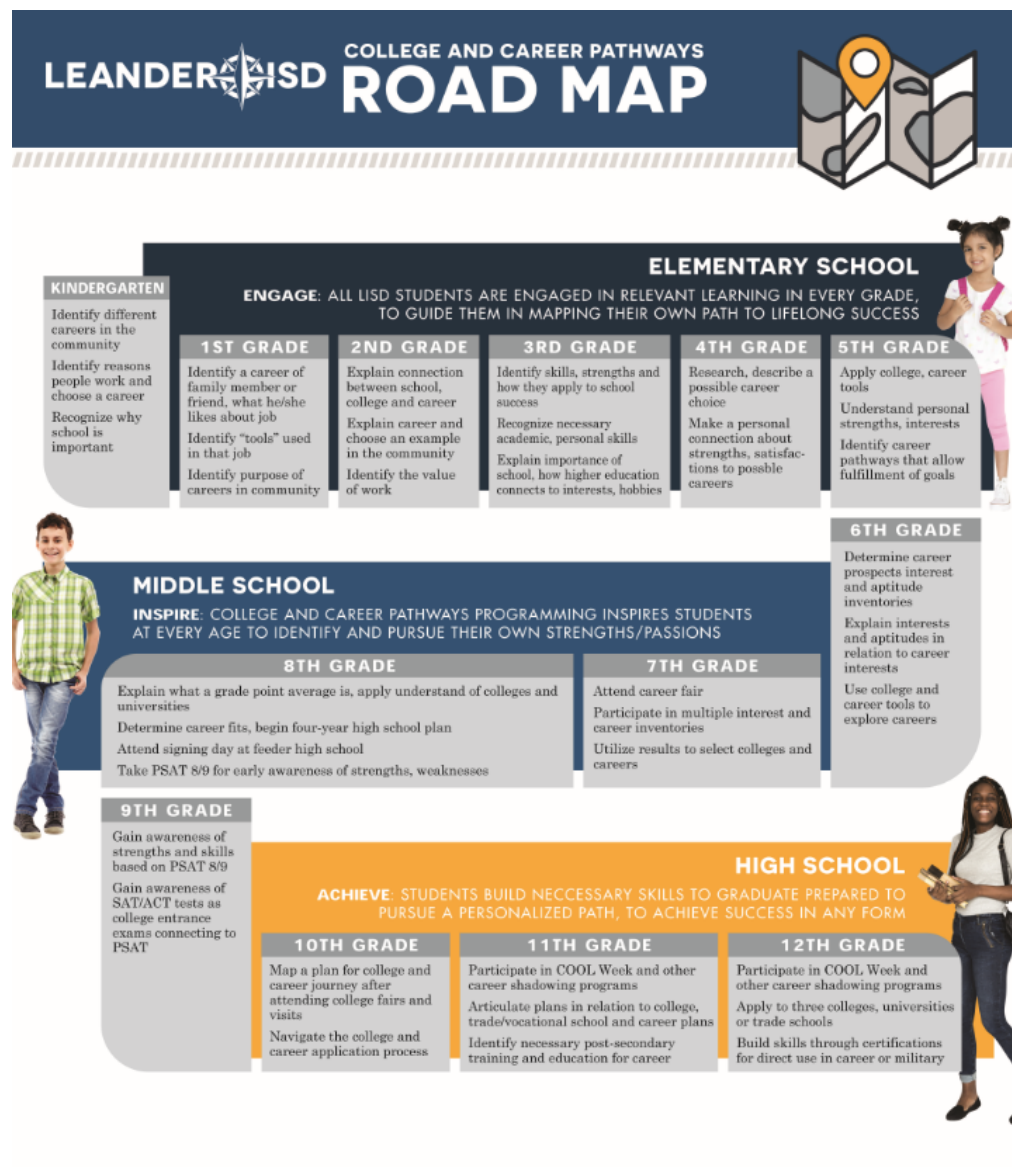 LEANDER ISD
COLLEGE AND CAREER PATHWAYS
ROAD MAP
ELEMENTARY SCHOOL
ENGAGE: ALL LISD STUDENTS ARE ENGAGED IN RELEVANT LEARNING IN EVERY GRADE,
TO GUIDE THEM IN MAPPING THEIR OWN PATH TO LIFELONG SUCCESS
KINDERGARTEN
Identify different
careers in the
community
Identify reasons
people work and
choose a career
Recognize why
school is
important
1ST GRADE
Identify a career of
family member or
friend, what he/she
likes about job
Identify “tools” used
in that job
Identify purpose of
careers in community
2ND GRADE
Explain connection
between school,
college and career
Explain career and
choose an example
in the community
Identify the value
of work
3RD GRADE
Identify skills, strengths and
how they apply to school
success
Recognize necessary
academic, personal skills
Explain importance of
school, how higher education
connects to interests, hobbies
4TH GRADE
Research, describe a
possible career
choice
Make a personal
connection about
strengths, satisfac-
tions to possble
careers
5TH GRADE
Apply college, career
tools
Understand personal
strengths, interests
Identify career
pathways that allow
fulfillment of goals
6TH GRADE
Determine career
prospects interest
and aptitude
inventories
Explain interests
and aptitudes in
relation to career
interests
Use college and
career tools to
explore careers
MIDDLE SCHOOL
INSPIRE: COLLEGE AND CAREER PATHWAYS PROGRAMMING INSPIRES STUDENTS
AT EVERY AGE TO IDENTIFY AND PURSUE THEIR OWN STRENGTHS/PASSIONS
8TH GRADE
Explain what a grade point average is, apply understand of colleges and
universities
Determine career fits, begin four-year high school plan
Attend signing day at feeder high school
Take PSAT 8/9 for early awareness of strengths, weaknesses
7TH GRADE
Attend career fair
Participate in multiple interest and
career inventories
Utilize results to select colleges and
careers
9TH GRADE
Gain awareness of
strengths and skills
based on PSAT 8/9
Gain awareness of
SAT/ACT tests as
college entrance
exams connecting to
PSAT
HIGH SCHOOL
ACHIEVE: STUDENTS BUILD NECCESSARY SKILLS TO GRADUATE PREPARED TO
PURSUE A PERSONALIZED PATH, TO ACHIEVE SUCCESS IN ANY FORM
10TH GRADE
Map a plan for college and
career journey after
attending college fairs and
visits
Navigate the college and
career application process
11TH GRADE
Participate in COOL Week and other
career shadowing programs
Articulate plans in relation to college,
trade/vocational school and career plans
Identify necessary post-secondary
training and education for career
12TH GRADE
Participate in COOL Week and
other career shadowing programs
Apply to three colleges, universities
or trade schools
Build skills through certifications
for direct use in career or military